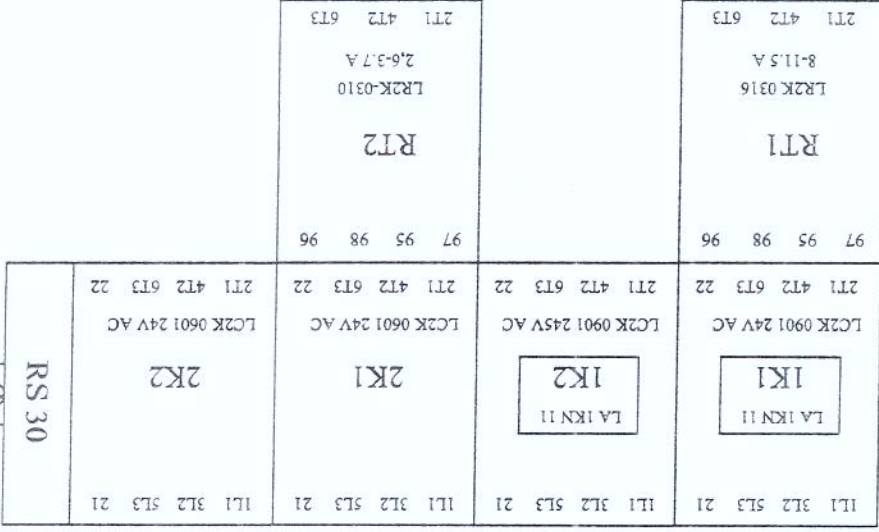 1L1 3L2 5L3 21 1L1 3L2 5L3 21 1L1 3L2 5L3 21 1L1 3L2 5L3 21
LA 1KN 11 LA 1KN 11
1K1 1K2 2K1 2K2 RS 30
LC2K 0901 24V AC LC2K 0901 245V AC LC2K 0601 24V AC LC2K 0601 24V AC
2T1 4T2 6T3 22 2T1 4T2 6T3 22 2T1 4T2 6T3 22 2T1 4T2 6T3 22
97 95 98 96 97 95 98 96
RT1 RT2
LR2K 0316 LR2K-0310
8-11.5 A 2,6-3.7 A
2T1 4T2 6T3 2T1 4T2 6T3